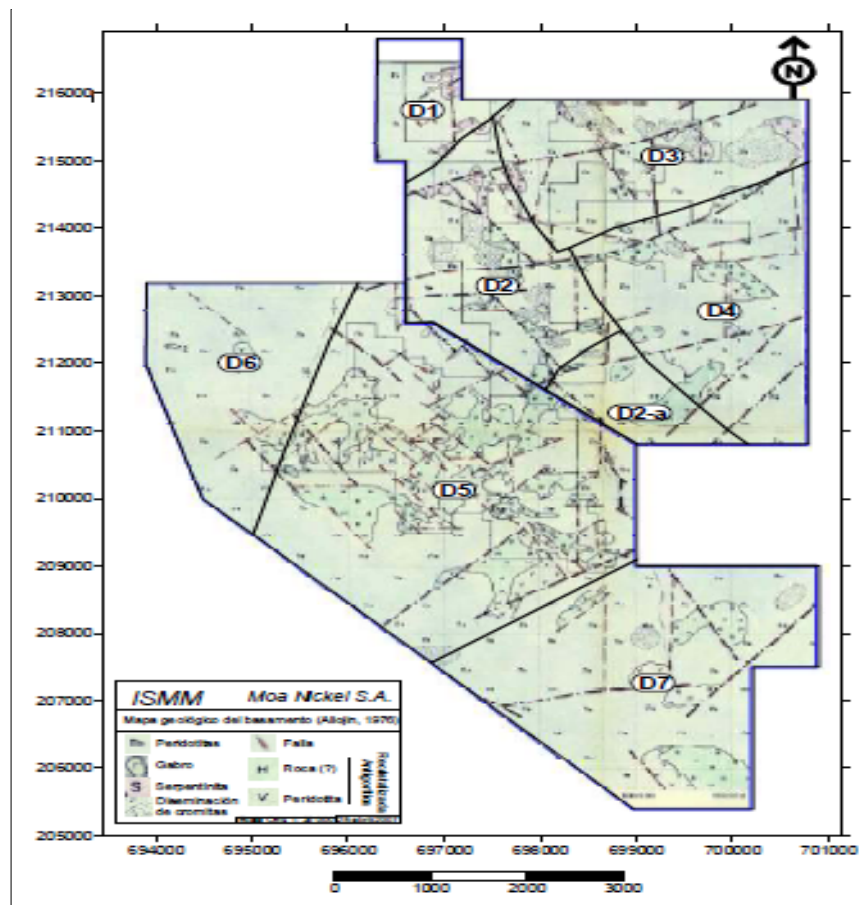 N
216000
215000
214000
213000
212000
211000
210000
209000
208000
207000
206000
205000
D1
D3
D2
D4
D6
D2-a
D5
D7
ISMM Moa Nickel S.A.
Mapa geológico del basamento (Aliojin, 1976)
Peridotitas
Falla
Gabro
H Roca (?)
S Serpentinita
V Peridotita
Diseminación
de cromitas
694000 695000 696000 697000 698000 699000 700000 701000
0 1000 2000 3000